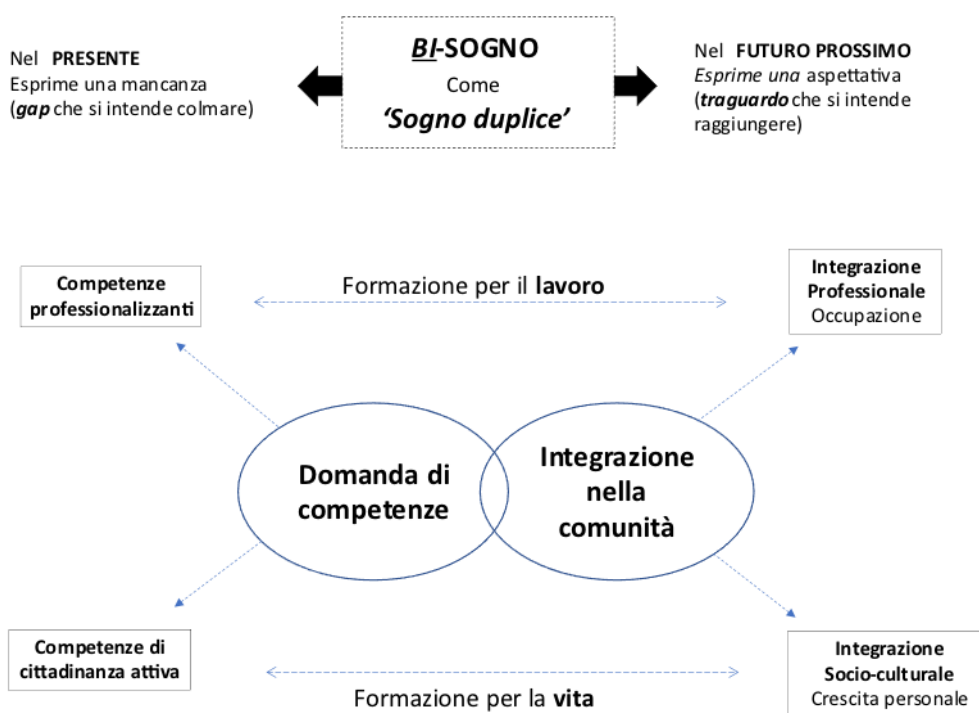 Nel PRESENTE
Esprime una mancanza
(gap che si intende colmare)
BI-SOGNO
Come
‘Sogno duplice’
Nel FUTURO PROSSIMO
Esprime una aspettativa
(traguardo che si intende
raggiungere)
Competenze
professionalizzanti
Formazione per il lavoro
Integrazione
Professionale
Occupazione
Domanda di
competenze
Integrazione
nella
comunità
Competenze di
cittadinanza attiva
Formazione per la vita
Integrazione
Socio-culturale
Crescita personale